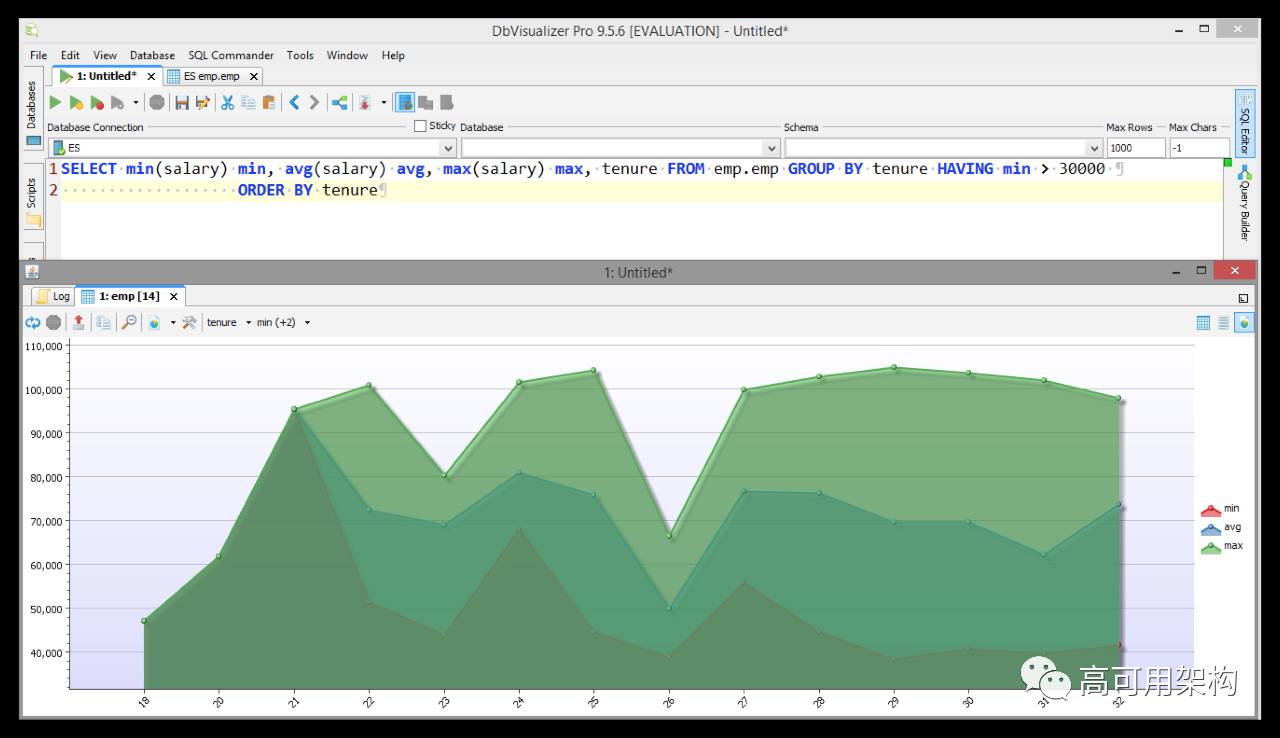 DbVisualizer Pro 9.5.6 [EVALUATION] - Untitled*
File Edit View Database SQL Commander Tools Window Help
1: Untitled* ES emp.emp
Databases
Scripts
Database Connection Sticky Database Schema Max Rows Max Chars
ES 1000 -1
SQL Editor
Query Builder
1 SELECT min(salary) min, avg(salary) avg, max(salary) max, tenure FROM emp.emp GROUP BY tenure HAVING min > 30000
2 ORDER BY tenure
1: Untitled*
Log 1: emp [14]
tenure min (+2)
110,000
100,000
90,000
80,000
70,000
60,000
50,000
40,000
min
avg
max
18 20 21 22 23 24 25 26 27 28 29 30 31 32
高可用架构